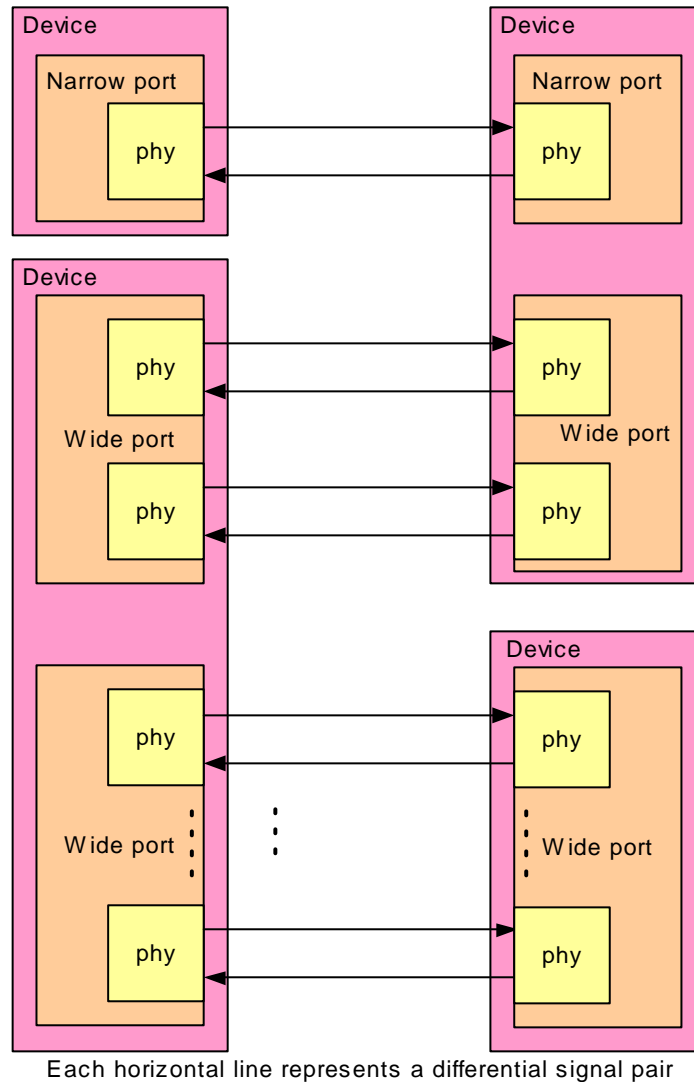 Device
Narrow port
phy
Device
Narrow port
phy
Device
phy
Wide port
phy
phy
Wide port
phy
phy
Wide port
phy
Device
phy
Wide port
phy
Each horizontal line represents a differential signal pair